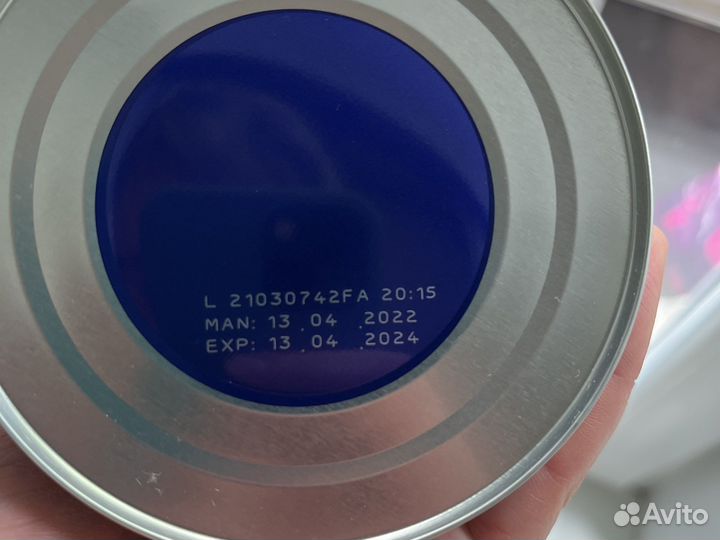 L 21030742FA 20:15
MAN: 13 .04 .2022
EXP: 13 .04 .2024
Avito